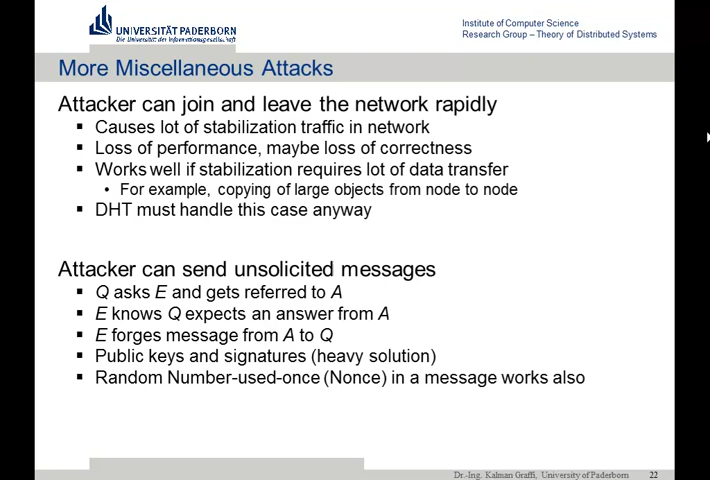 UNIVERSITÄT PADERBORN
Die Universität der Informationsgesellschaft
Institute of Computer Science
Research Group – Theory of Distributed Systems
More Miscellaneous Attacks
Attacker can join and leave the network rapidly
▪ Causes lot of stabilization traffic in network
▪ Loss of performance, maybe loss of correctness
▪ Works well if stabilization requires lot of data transfer
• For example, copying of large objects from node to node
▪ DHT must handle this case anyway
Attacker can send unsolicited messages
▪ Q asks E and gets referred to A
▪ E knows Q expects an answer from A
▪ E forges message from A to Q
▪ Public keys and signatures (heavy solution)
▪ Random Number-used-once (Nonce) in a message works also
Dr.-Ing. Kalman Graffi, University of Paderborn 22